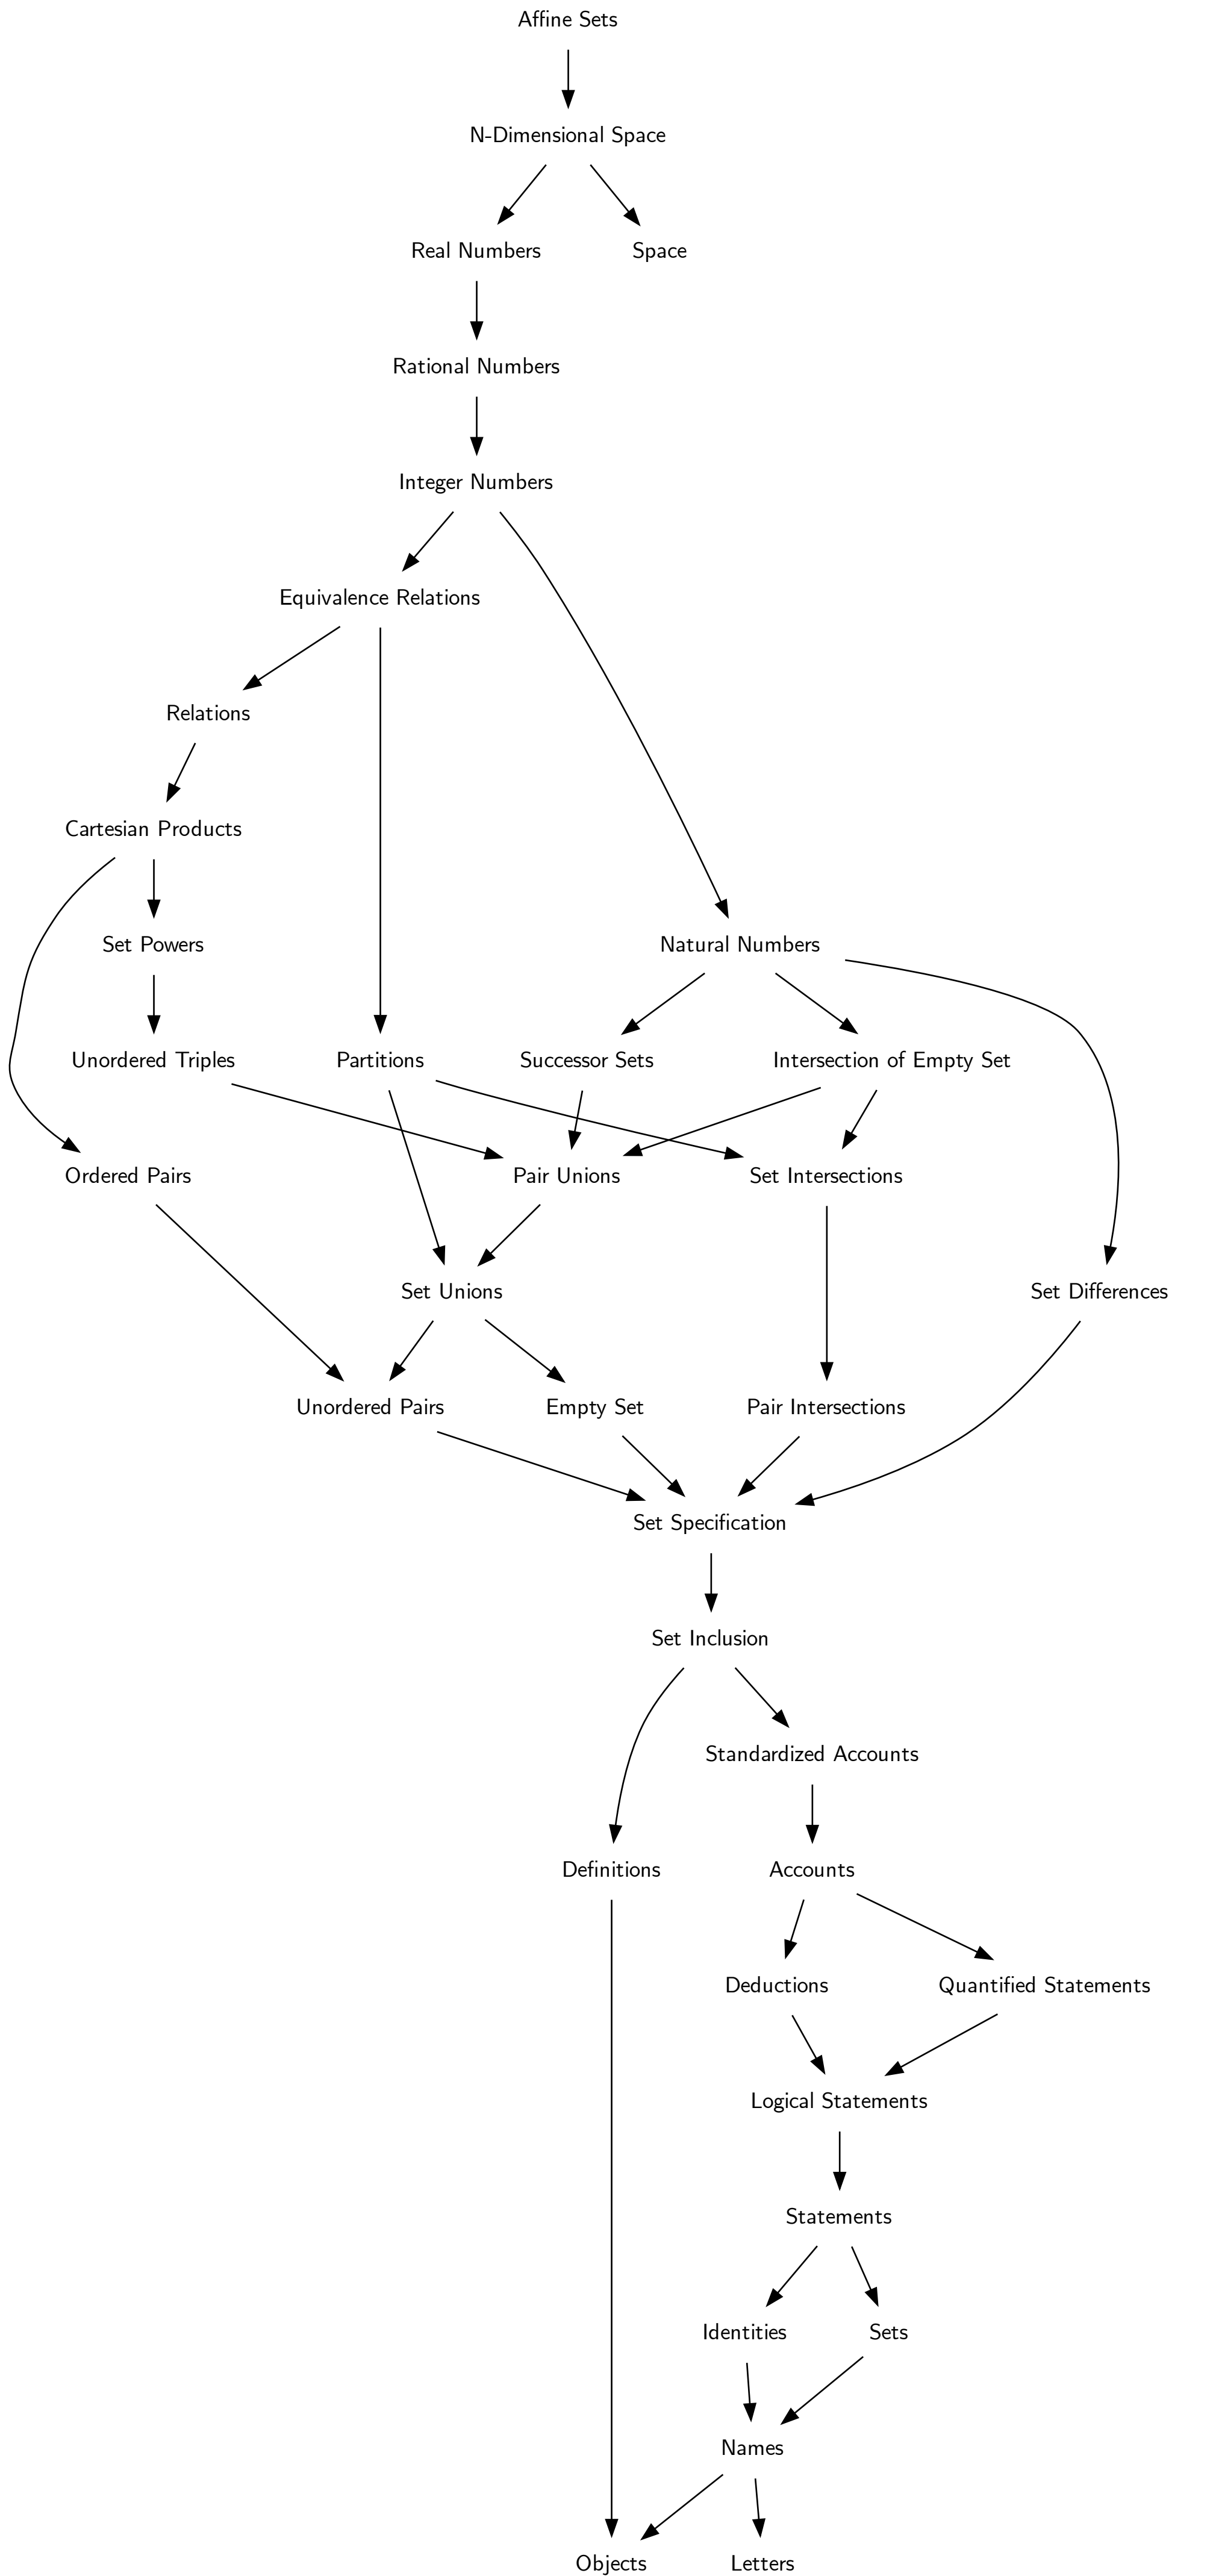 Affine Sets
N-Dimensional Space
Real Numbers
Space
Rational Numbers
Integer Numbers
Equivalence Relations
Relations
Cartesian Products
Set Powers
Natural Numbers
Unordered Triples
Partitions
Successor Sets
Intersection of Empty Set
Ordered Pairs
Pair Unions
Set Intersections
Set Unions
Set Differences
Unordered Pairs
Empty Set
Pair Intersections
Set Specification
Set Inclusion
Standardized Accounts
Definitions
Accounts
Deductions
Quantified Statements
Logical Statements
Statements
Identities
Sets
Names
Objects
Letters